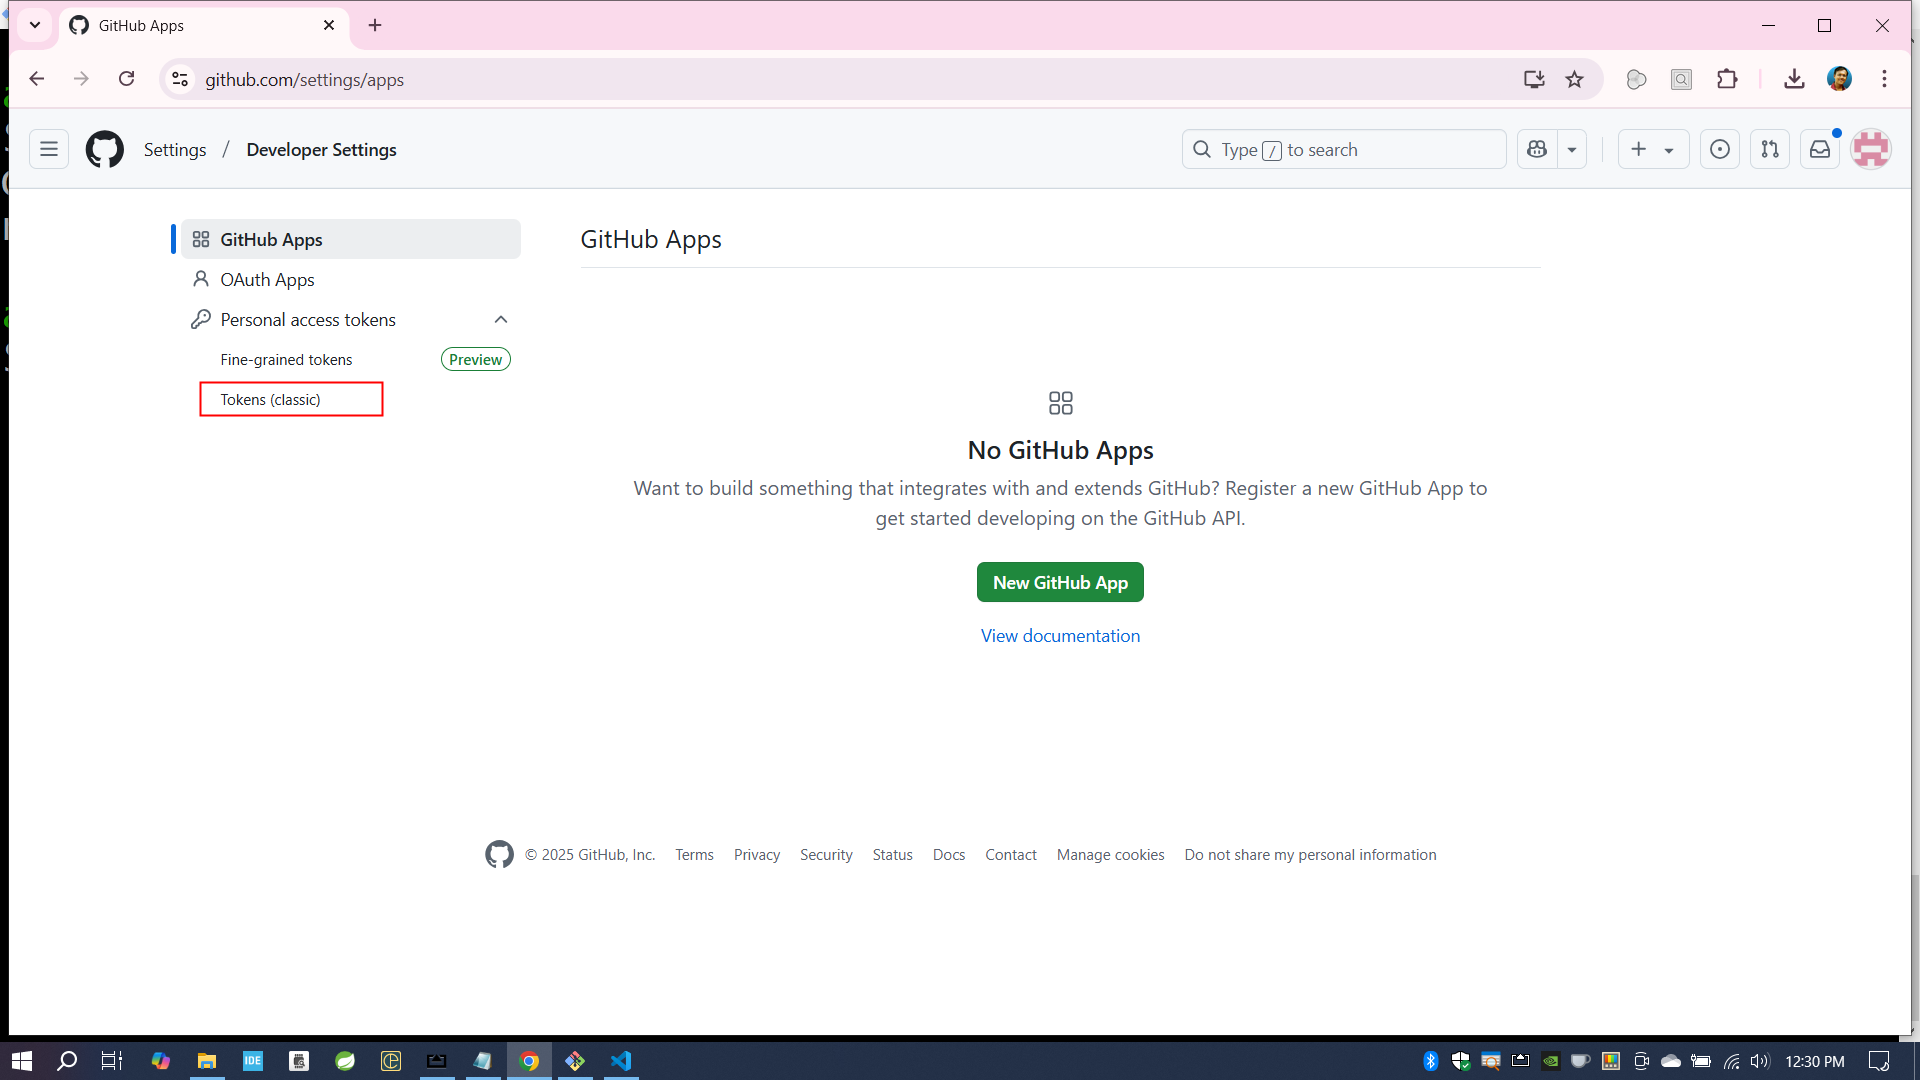 GitHub Apps
github.com/settings/apps
Settings / Developer Settings
Type / to search
GitHub Apps
OAuth Apps
Personal access tokens
Fine-grained tokens Preview
Tokens (classic)
GitHub Apps
No GitHub Apps
Want to build something that integrates with and extends GitHub? Register a new GitHub App to
get started developing on the GitHub API.
New GitHub App
View documentation
© 2025 GitHub, Inc. Terms Privacy Security Status Docs Contact Manage cookies Do not share my personal information
IDE
12:30 PM